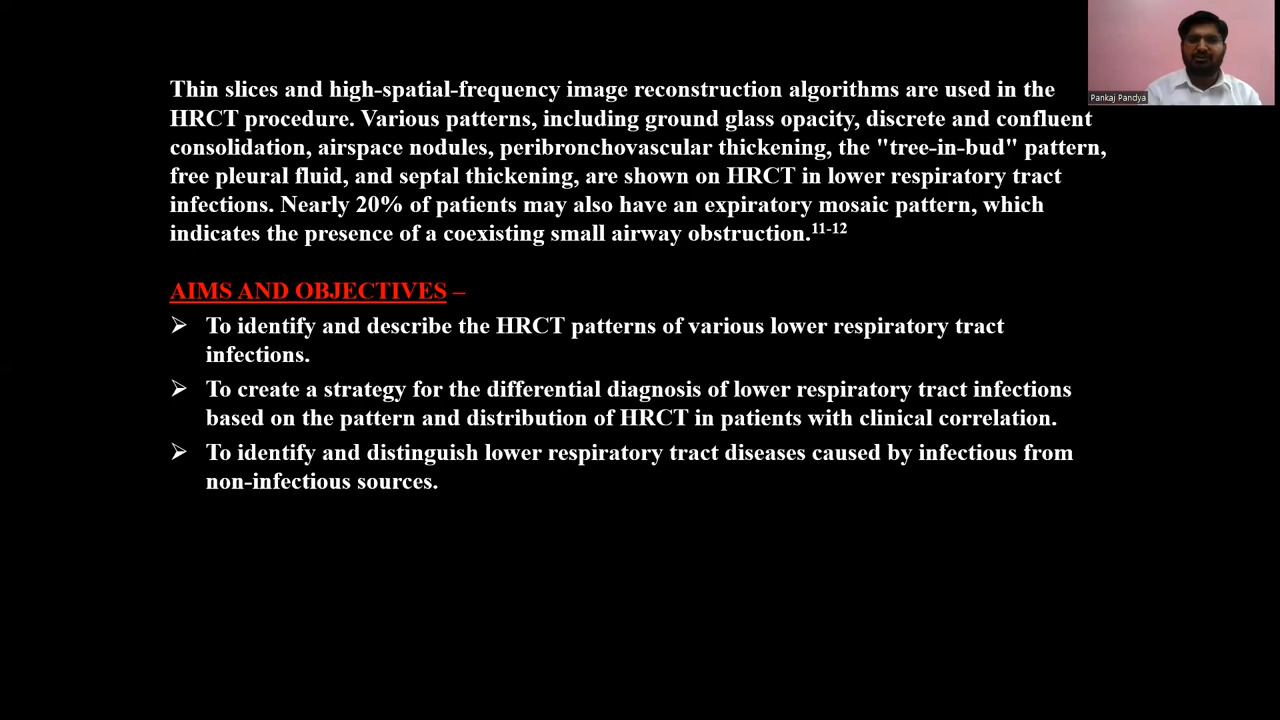 Thin slices and high-spatial-frequency image reconstruction algorithms are used in the
HRCT procedure. Various patterns, including ground glass opacity, discrete and confluent
consolidation, airspace nodules, peribronchovascular thickening, the "tree-in-bud" pattern,
free pleural fluid, and septal thickening, are shown on HRCT in lower respiratory tract
infections. Nearly 20% of patients may also have an expiratory mosaic pattern, which
indicates the presence of a coexisting small airway obstruction.11-12
AIMS AND OBJECTIVES –
➢ To identify and describe the HRCT patterns of various lower respiratory tract
infections.
➢ To create a strategy for the differential diagnosis of lower respiratory tract infections
based on the pattern and distribution of HRCT in patients with clinical correlation.
➢ To identify and distinguish lower respiratory tract diseases caused by infectious from
non-infectious sources.
Pankaj Pandya